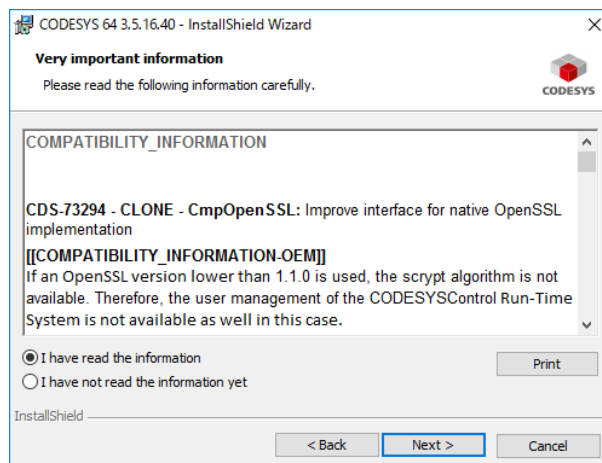 CODESYS 64 3.5.16.40 - InstallShield Wizard
Very important information
Please read the following information carefully.
CODESYS
COMPATIBILITY_INFORMATION
CDS-73294 - CLONE - CmpOpenSSL: Improve interface for native OpenSSL
implementation
[[COMPATIBILITY_INFORMATION-OEM]]
If an OpenSSL version lower than 1.1.0 is used, the scrypt algorithm is not
available. Therefore, the user management of the CODESYSControl Run-Time
System is not available as well in this case.
I have read the information
Print
I have not read the information yet
InstallShield
< Back
Next >
Cancel